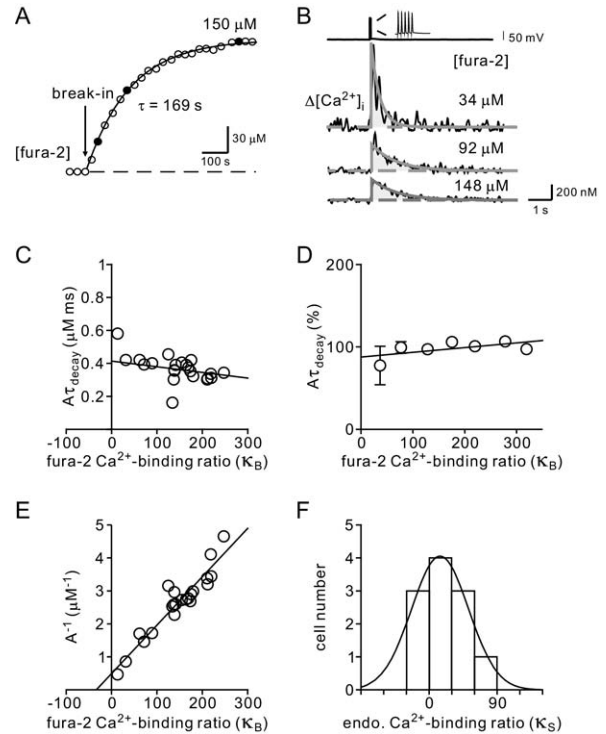 A
150 µM
break-in
τ = 169 s
[fura-2]
30 µM
100 s
B
50 mV
[fura-2]
Δ[Ca²⁺]ᵢ
34 µM
92 µM
148 µM
200 nM
1 s
C
Aτdecay (µM ms)
1
0.8
0.6
0.4
0.2
-100 0 100 200 300
fura-2 Ca²⁺-binding ratio (κB)
D
Aτdecay (%)
200
100
0
0 100 200 300
fura-2 Ca²⁺-binding ratio (κB)
E
A⁻¹ (µM⁻¹)
5
4
3
2
1
-100 0 100 200 300
fura-2 Ca²⁺-binding ratio (κB)
F
cell number
5
4
3
2
1
0
0 90
endo. Ca²⁺-binding ratio (κS)